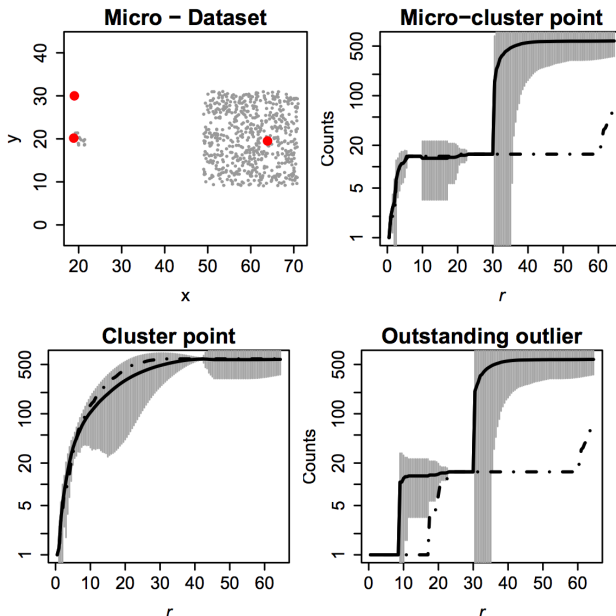 Micro - Dataset
y
0 10 20 30 40
20 30 40 50 60 70
x
Micro-cluster point
Counts
1 5 20 100 500
0 10 20 30 40 50 60
r
Cluster point
1 5 20 100 500
0 10 20 30 40 50 60
r
Outstanding outlier
Counts
1 5 20 100 500
0 10 20 30 40 50 60
r